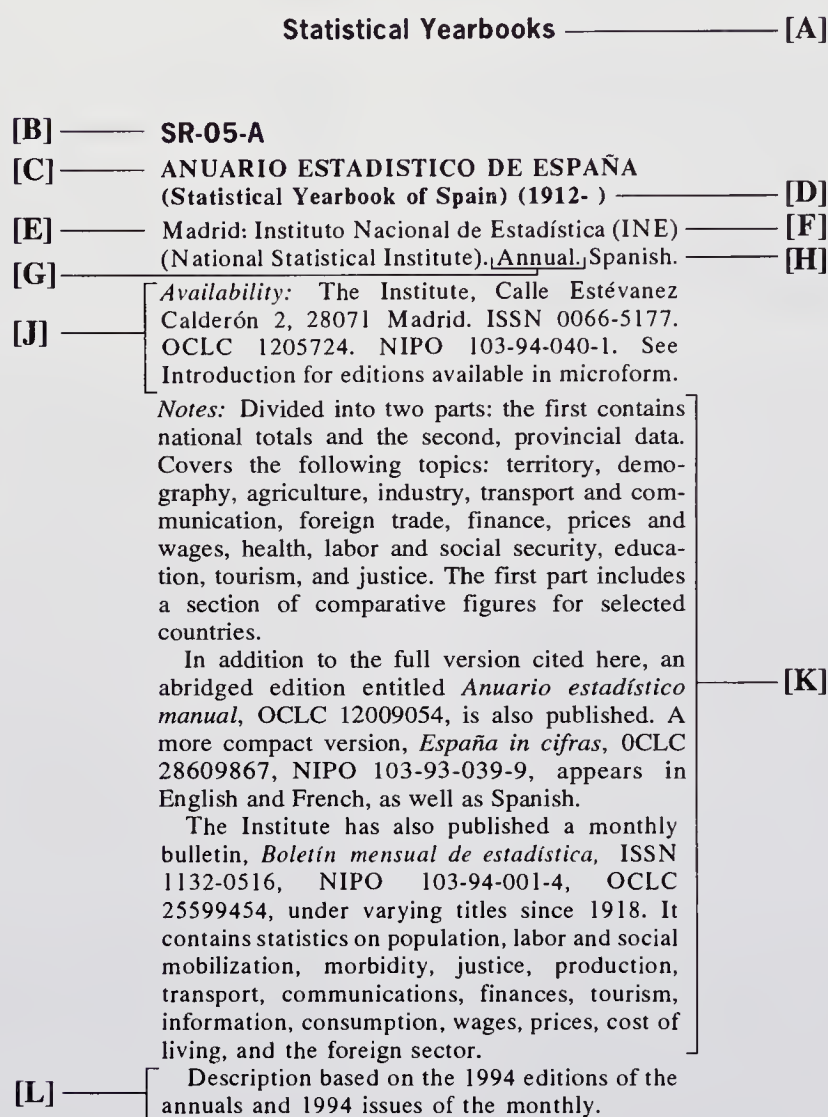 Statistical Yearbooks [A]
[B] SR-05-A
[C] ANUARIO ESTADISTICO DE ESPAÑA
(Statistical Yearbook of Spain) (1912- ) [D]
[E] Madrid: Instituto Nacional de Estadística (INE) [F]
(National Statistical Institute). Annual. Spanish. [H]
[G]
Availability: The Institute, Calle Estévanez
[J] Calderón 2, 28071 Madrid. ISSN 0066-5177.
OCLC 1205724. NIPO 103-94-040-1. See
Introduction for editions available in microform.
Notes: Divided into two parts: the first contains
national totals and the second, provincial data.
Covers the following topics: territory, demo-
graphy, agriculture, industry, transport and com-
munication, foreign trade, finance, prices and
wages, health, labor and social security, educa-
tion, tourism, and justice. The first part includes
a section of comparative figures for selected
countries.
In addition to the full version cited here, an
abridged edition entitled Anuario estadístico [K]
manual, OCLC 12009054, is also published. A
more compact version, España in cifras, OCLC
28609867, NIPO 103-93-039-9, appears in
English and French, as well as Spanish.
The Institute has also published a monthly
bulletin, Boletín mensual de estadística, ISSN
1132-0516, NIPO 103-94-001-4, OCLC
25599454, under varying titles since 1918. It
contains statistics on population, labor and social
mobilization, morbidity, justice, production,
transport, communications, finances, tourism,
information, consumption, wages, prices, cost of
living, and the foreign sector.
[L] Description based on the 1994 editions of the
annuals and 1994 issues of the monthly.